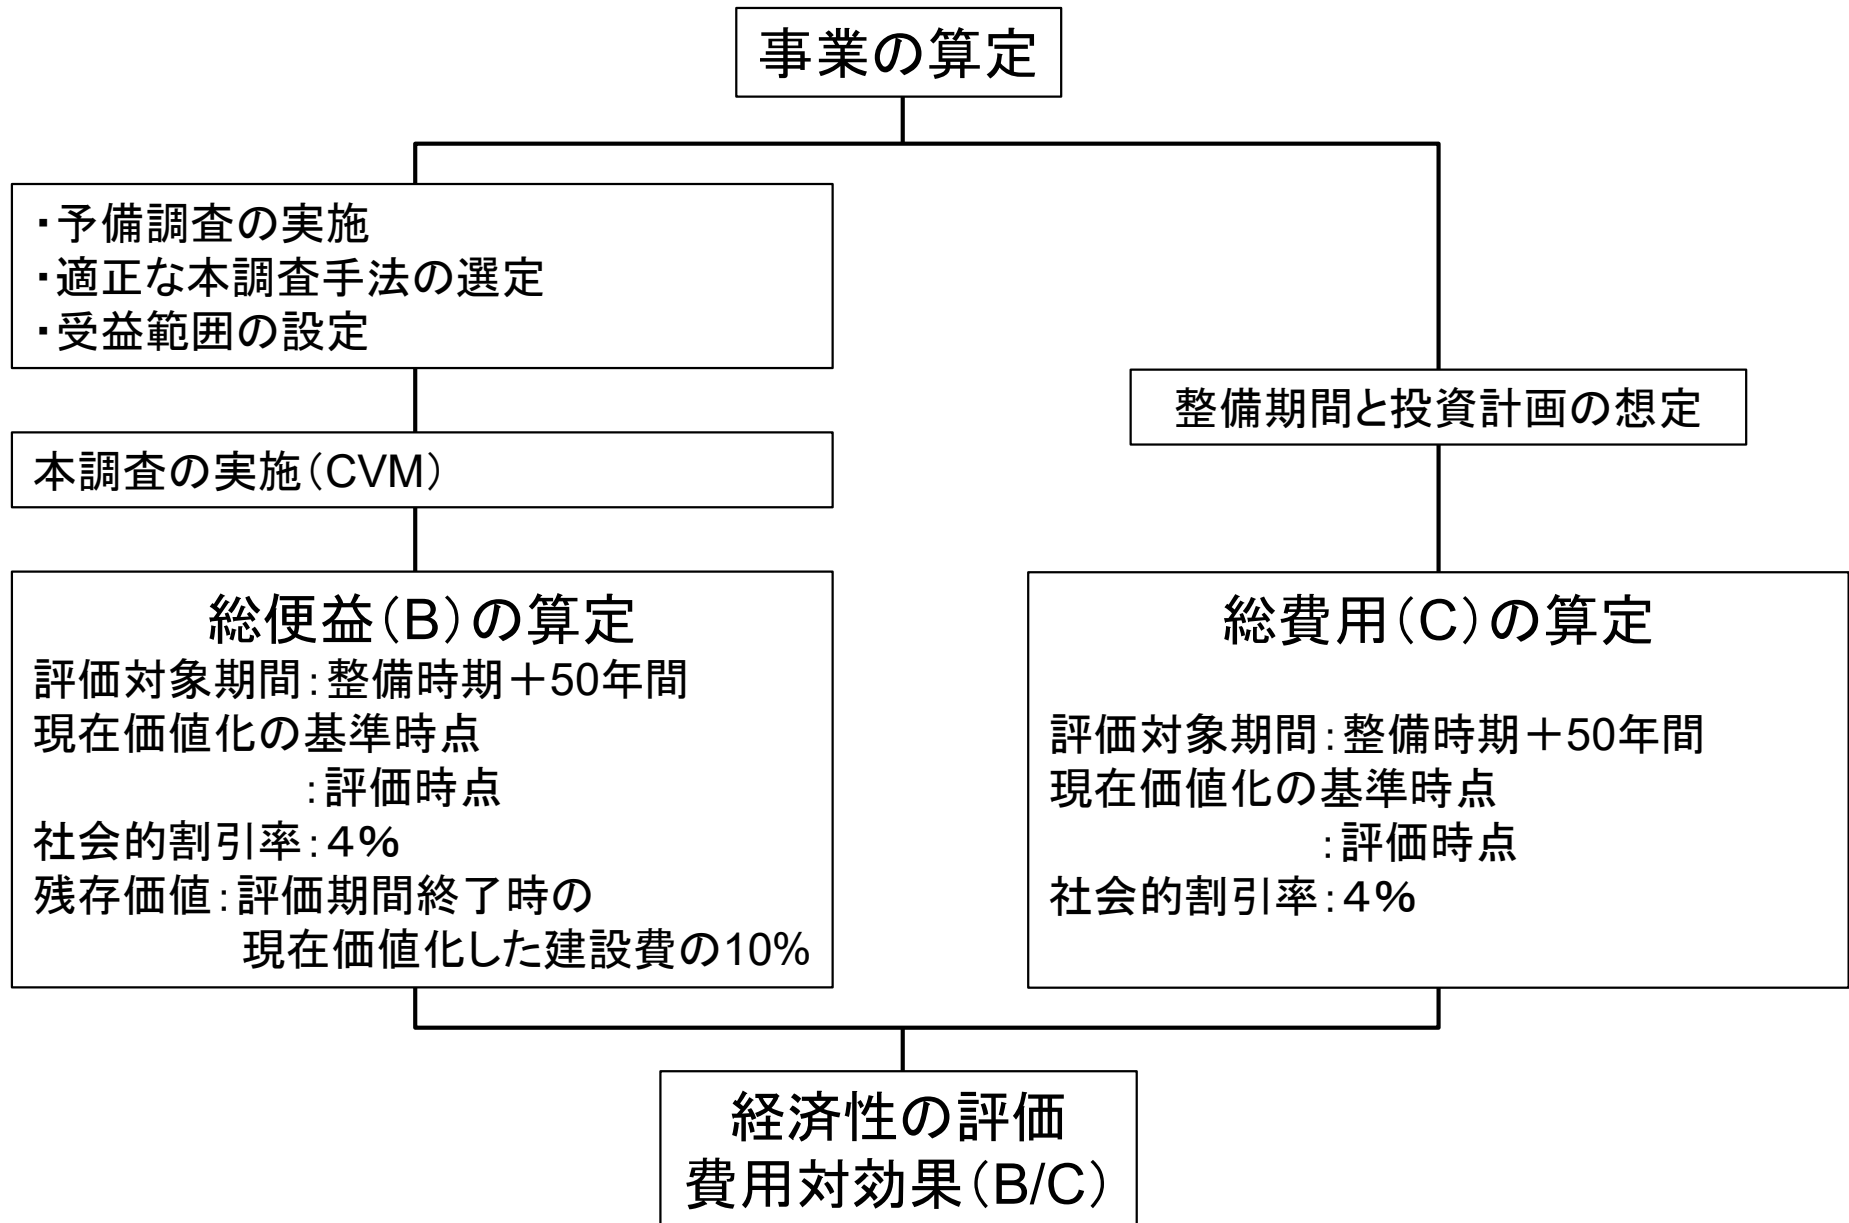 事業の算定
・予備調査の実施
・適正な本調査手法の選定
・受益範囲の設定
整備期間と投資計画の想定
本調査の実施(CVM)
総便益(B)の算定
評価対象期間:整備時期+50年間
現在価値化の基準時点
:評価時点
社会的割引率:4%
残存価値:評価期間終了時の
現在価値化した建設費の10%
総費用(C)の算定
評価対象期間:整備時期+50年間
現在価値化の基準時点
:評価時点
社会的割引率:4%
経済性の評価
費用対効果(B/C)